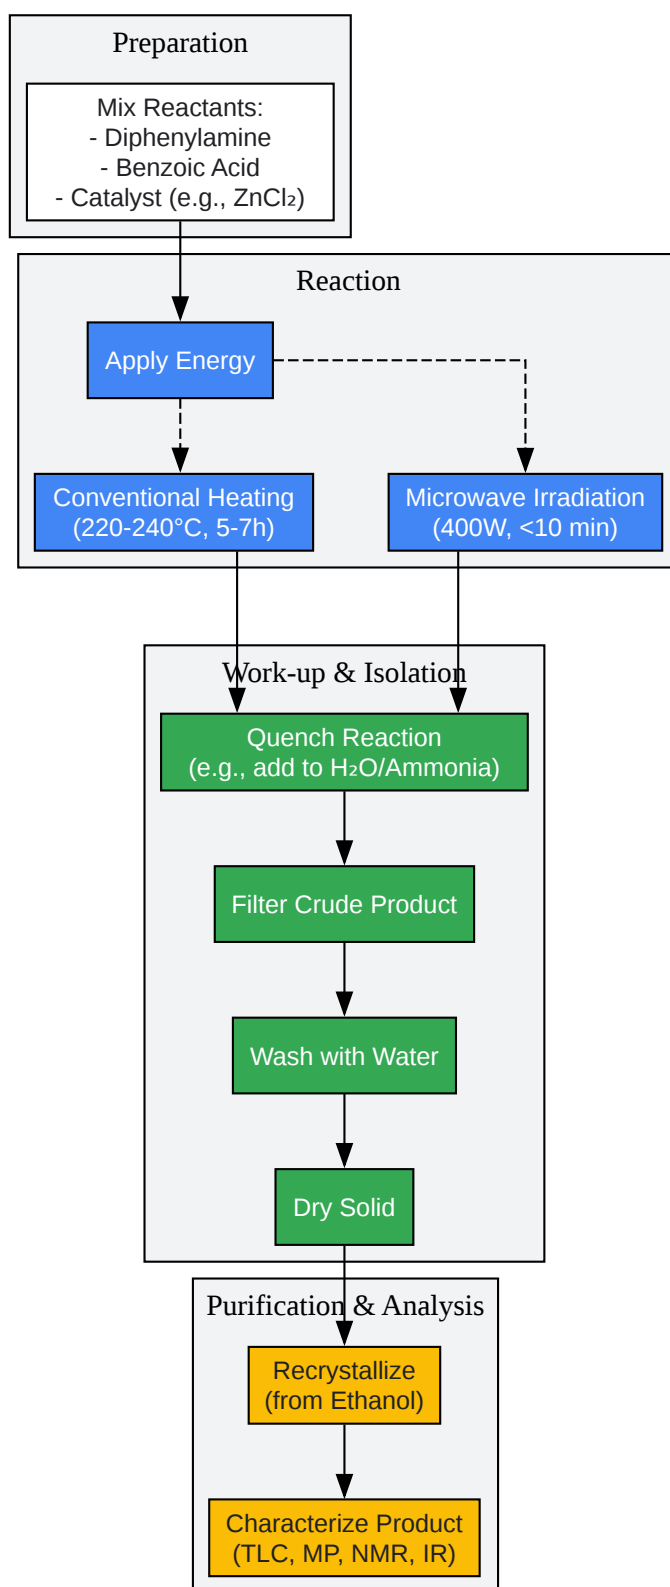 Preparation
Mix Reactants:
- Diphenylamine
- Benzoic Acid
- Catalyst (e.g., ZnCl₂)
Reaction
Apply Energy
Conventional Heating
(220-240°C, 5-7h)
Microwave Irradiation
(400W, <10 min)
Work-up & Isolation
Quench Reaction
(e.g., add to H₂O/Ammonia)
Filter Crude Product
Wash with Water
Dry Solid
Purification & Analysis
Recrystallize
(from Ethanol)
Characterize Product
(TLC, MP, NMR, IR)